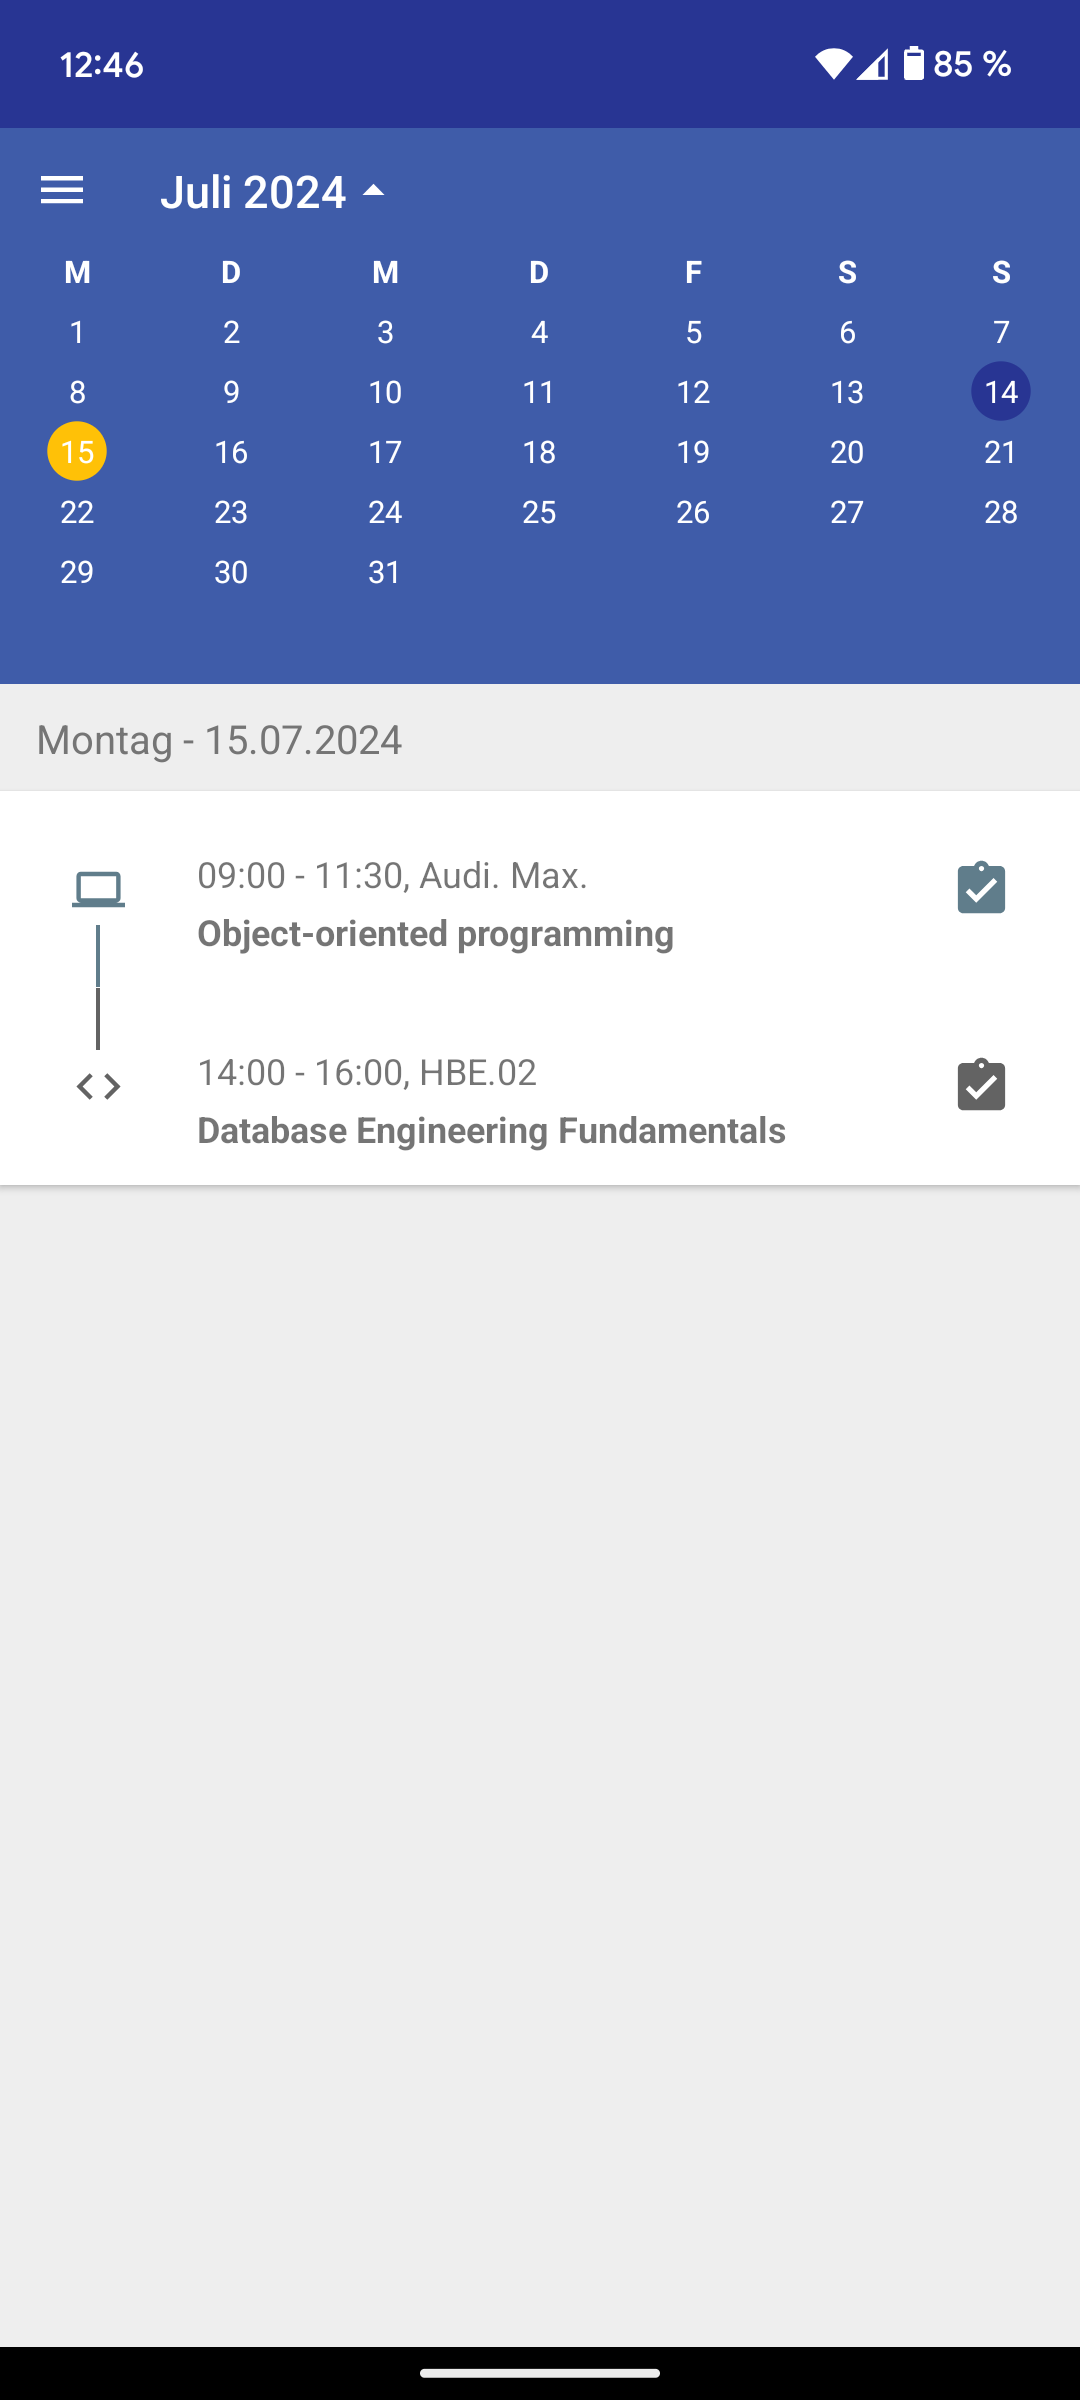 12:46 85 %
Juli 2024
M D M D F S S
1 2 3 4 5 6 7
8 9 10 11 12 13 14
15 16 17 18 19 20 21
22 23 24 25 26 27 28
29 30 31
Montag - 15.07.2024
09:00 - 11:30, Audi. Max.
Object-oriented programming
14:00 - 16:00, HBE.02
Database Engineering Fundamentals